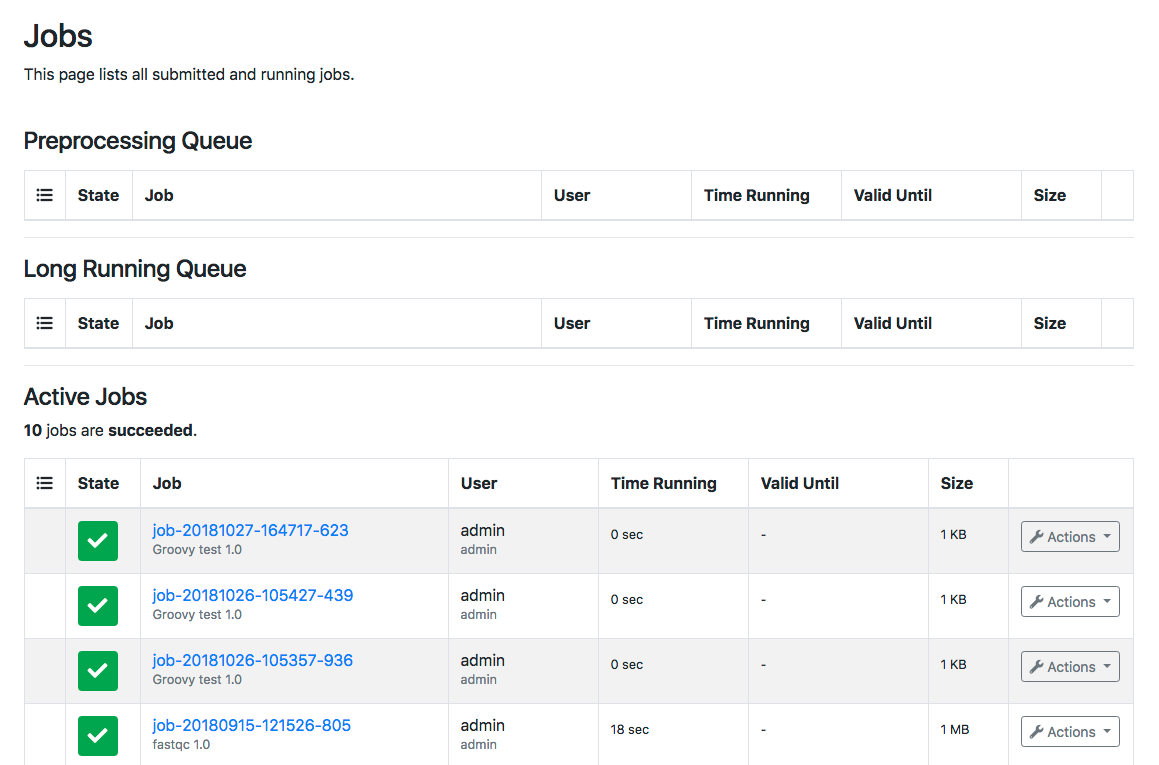 Jobs
This page lists all submitted and running jobs.
Preprocessing Queue
State Job User Time Running Valid Until Size
Long Running Queue
State Job User Time Running Valid Until Size
Active Jobs
10 jobs are succeeded.
State Job User Time Running Valid Until Size
job-20181027-164717-623 admin 0 sec - 1 KB Actions
Groovy test 1.0 admin
job-20181026-105427-439 admin 0 sec - 1 KB Actions
Groovy test 1.0 admin
job-20181026-105357-936 admin 0 sec - 1 KB Actions
Groovy test 1.0 admin
job-20180915-121526-805 admin 18 sec - 1 MB Actions
fastqc 1.0 admin